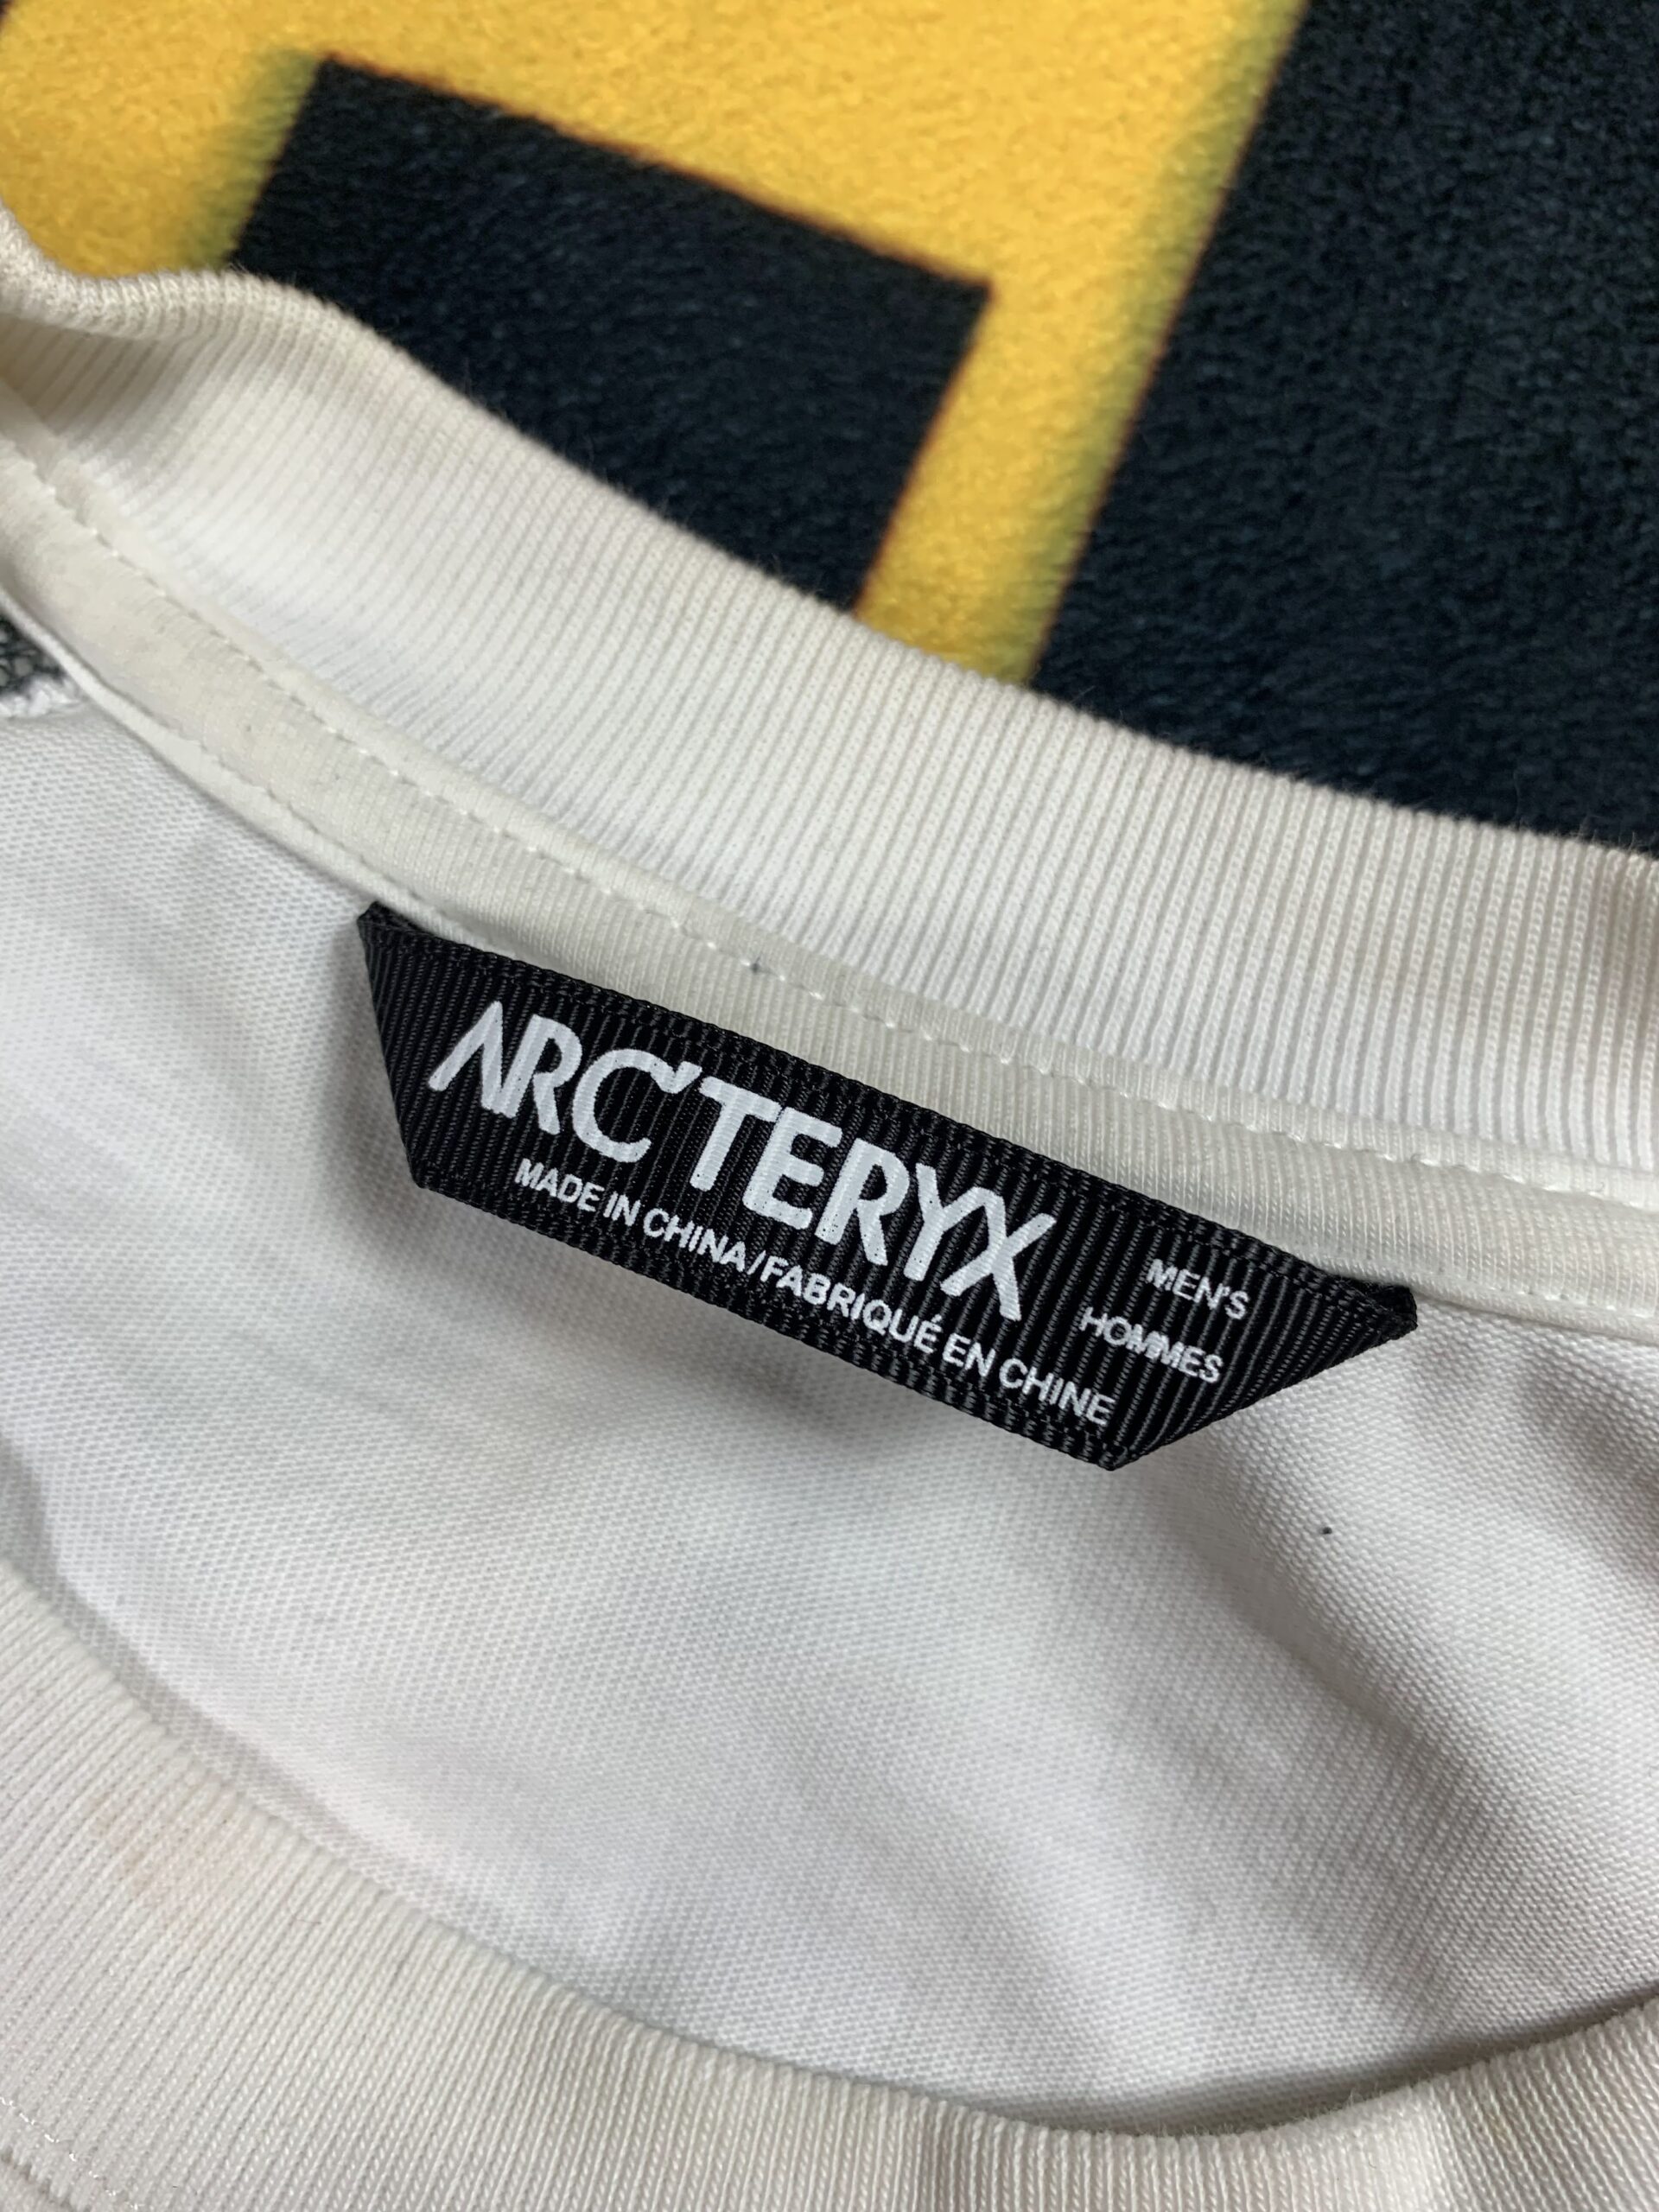 ARC'TERYX
MEN'S
HOMMES
MADE IN CHINA/FABRIQUÉ EN CHINE